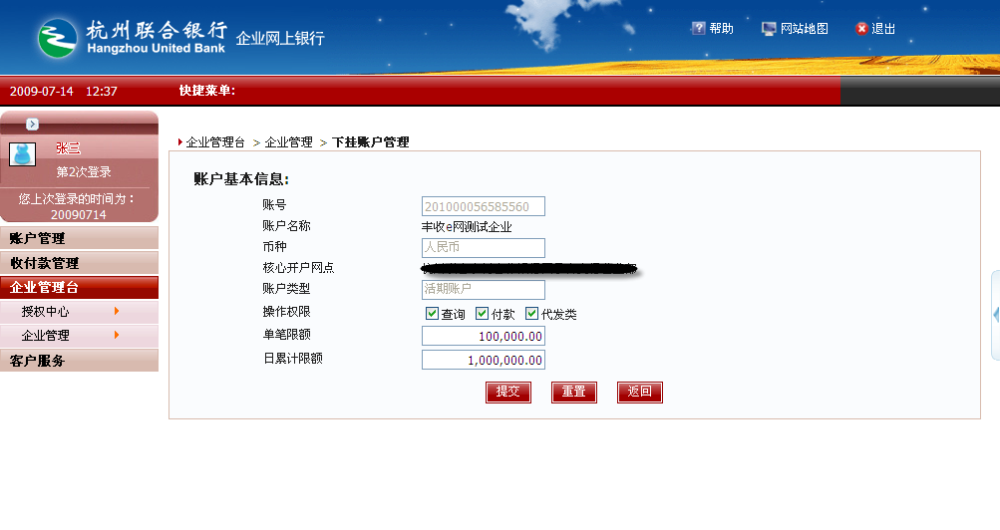 杭州联合银行
Hangzhou United Bank
企业网上银行
帮助
网站地图
退出
2009-07-14 12:37
快捷菜单:
张三
第2次登录
您上次登录的时间为：
20090714
账户管理
收付款管理
企业管理台
授权中心
企业管理
客户服务
企业管理台 > 企业管理 > 下挂账户管理
账户基本信息:
账号 201000056585560
账户名称 丰收e网测试企业
币种 人民币
核心开户网点
账户类型 活期账户
操作权限 查询 付款 代发类
单笔限额 100,000.00
日累计限额 1,000,000.00
提交 重置 返回